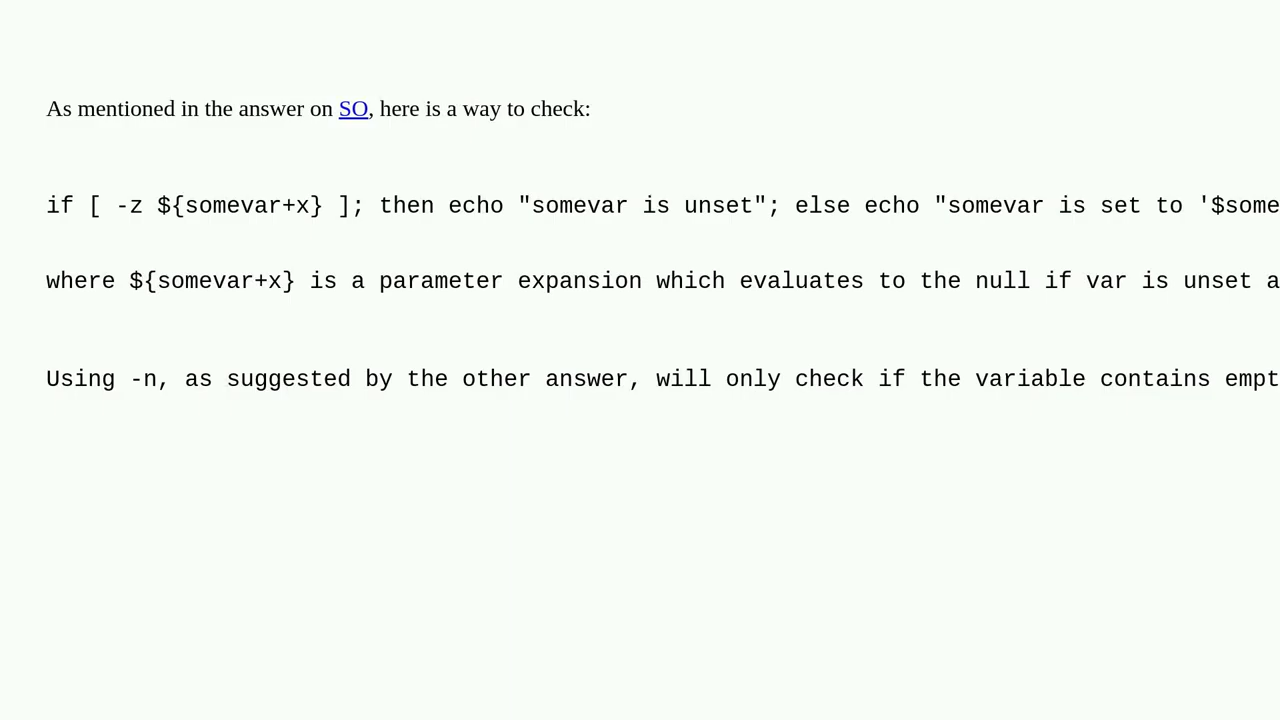 As mentioned in the answer on SO, here is a way to check:
if [ -z ${somevar+x} ]; then echo "somevar is unset"; else echo "somevar is set to '$some
where ${somevar+x} is a parameter expansion which evaluates to the null if var is unset a
Using -n, as suggested by the other answer, will only check if the variable contains empt